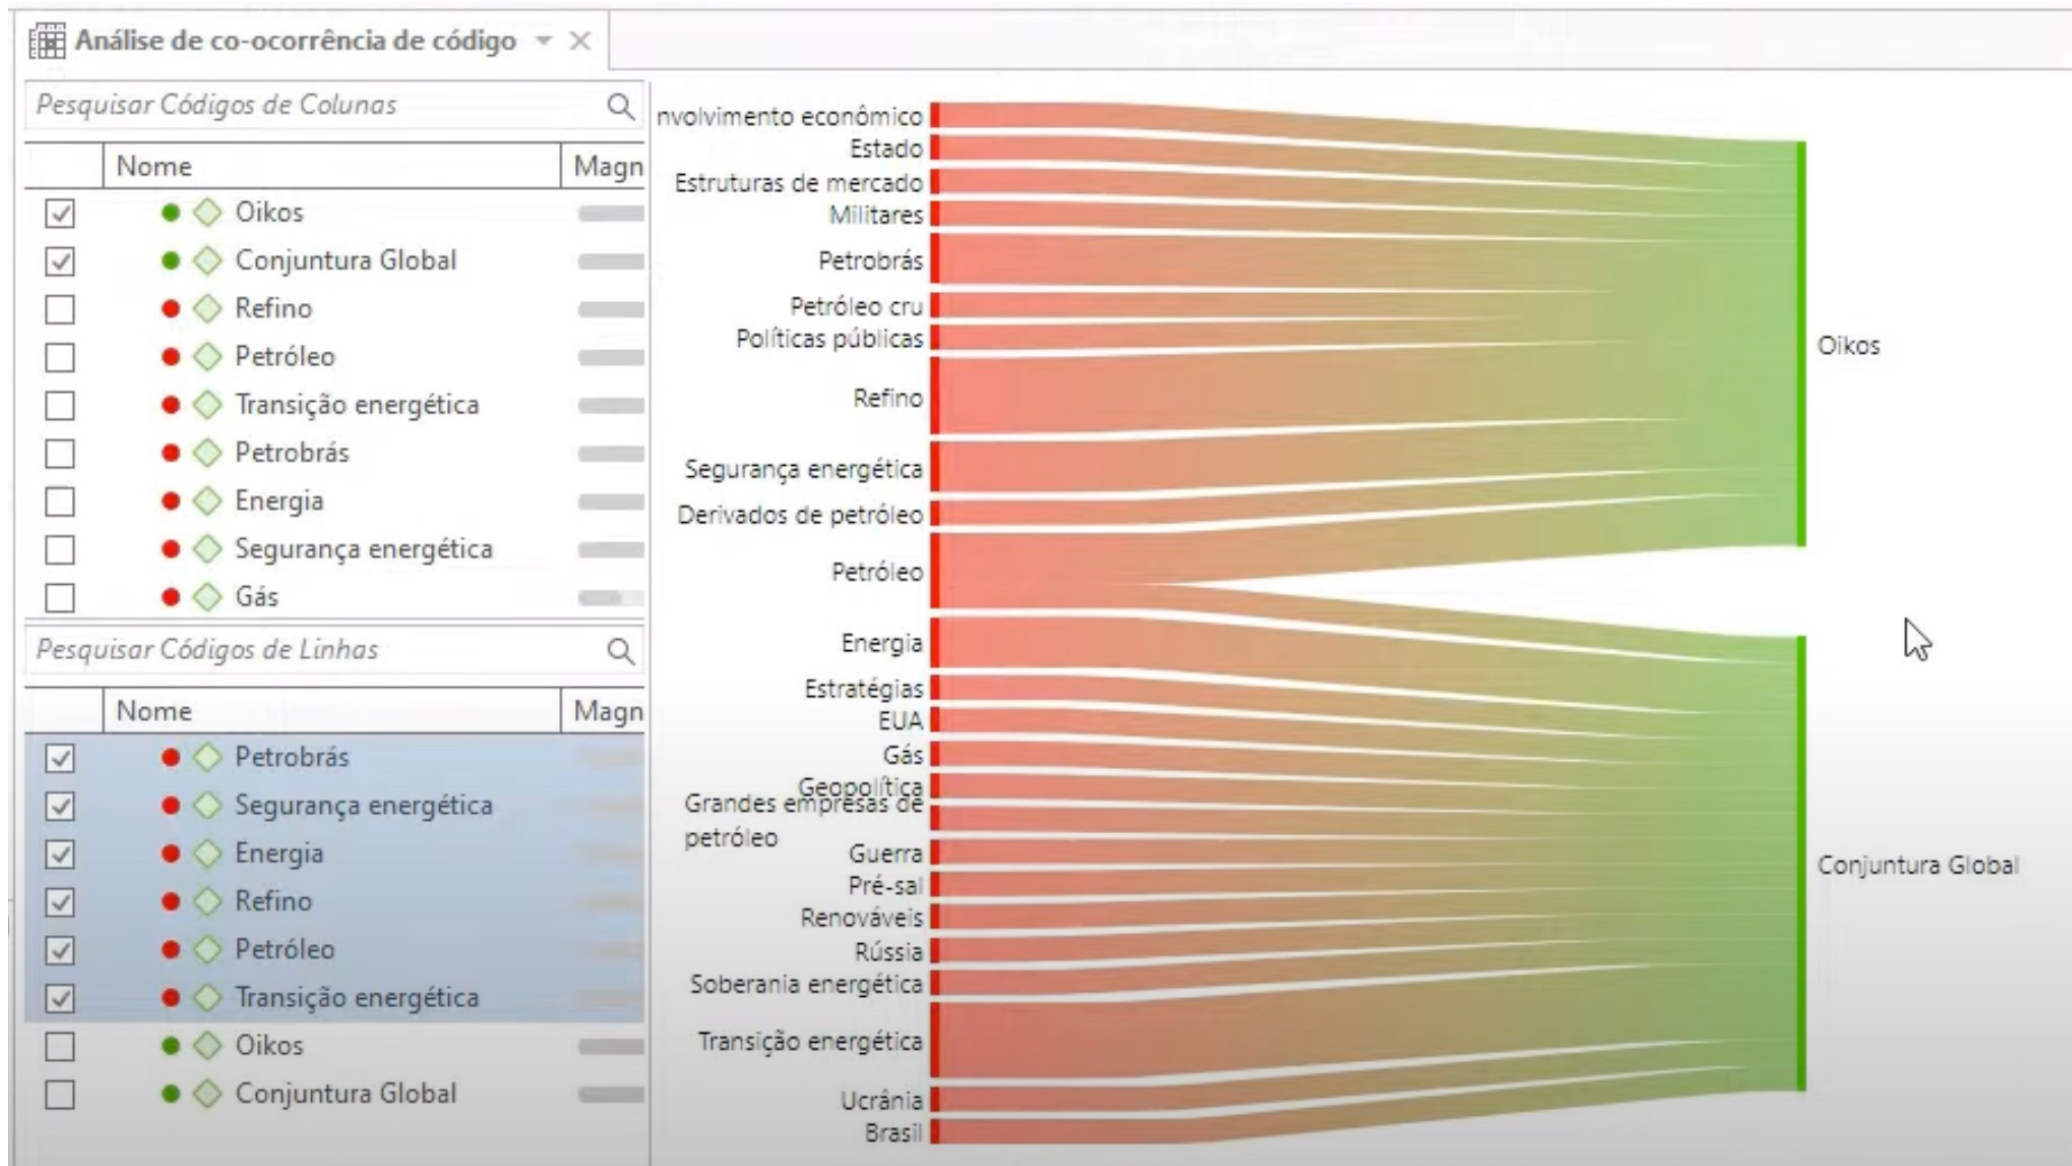 Análise de co-ocorrência de código
Pesquisar Códigos de Colunas
Nome
Magn
Oikos
Conjuntura Global
Refino
Petróleo
Transição energética
Petrobrás
Energia
Segurança energética
Gás
Pesquisar Códigos de Linhas
Nome
Magn
Petrobrás
Segurança energética
Energia
Refino
Petróleo
Transição energética
Oikos
Conjuntura Global
nvolvimento econômico
Estado
Estruturas de mercado
Militares
Petrobrás
Petróleo cru
Políticas públicas
Refino
Segurança energética
Derivados de petróleo
Petróleo
Energia
Estratégias
EUA
Gás
Geopolítica
Grandes empresas de
petróleo
Guerra
Pré-sal
Renováveis
Rússia
Soberania energética
Transição energética
Ucrânia
Brasil
Oikos
Conjuntura Global